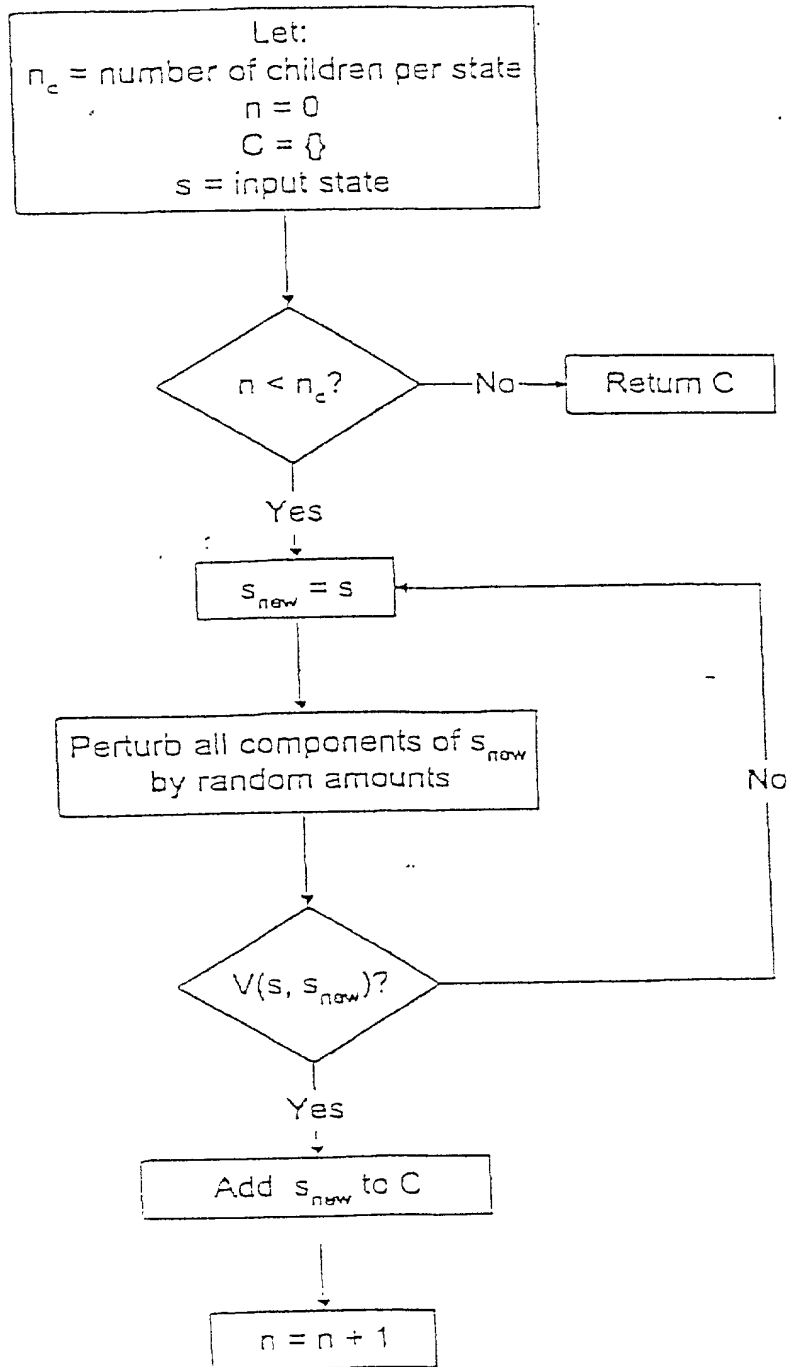 Let:
n_c = number of children per state
n = 0
C = {}
s = input state
n < n_c?
No
Return C
Yes
s_new = s
Perturb all components of s_new
by random amounts
No
V(s, s_new)?
Yes
Add s_new to C
n = n + 1